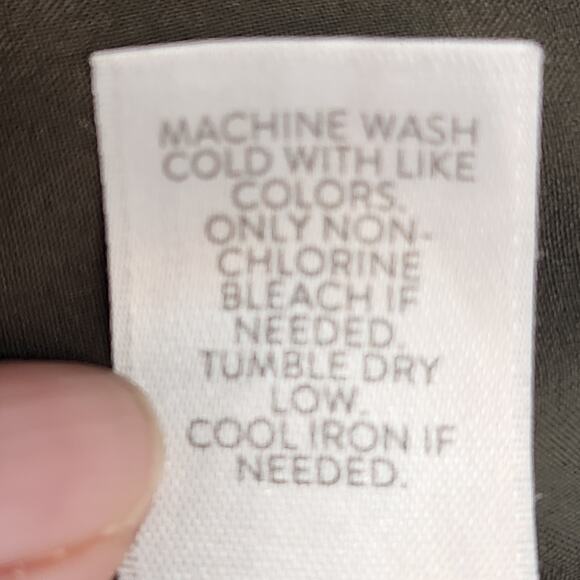 MACHINE WASH
COLD WITH LIKE
COLORS.
ONLY NON-
CHLORINE
BLEACH IF
NEEDED.
TUMBLE DRY
LOW.
COOL IRON IF
NEEDED.